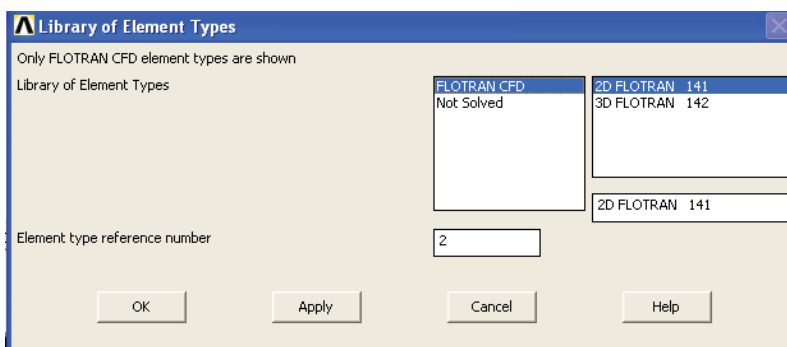 Library of Element Types
Only FLOTRAN CFD element types are shown
Library of Element Types
FLOTRAN CFD
Not Solved
2D FLOTRAN 141
3D FLOTRAN 142
2D FLOTRAN 141
Element type reference number
2
OK
Apply
Cancel
Help